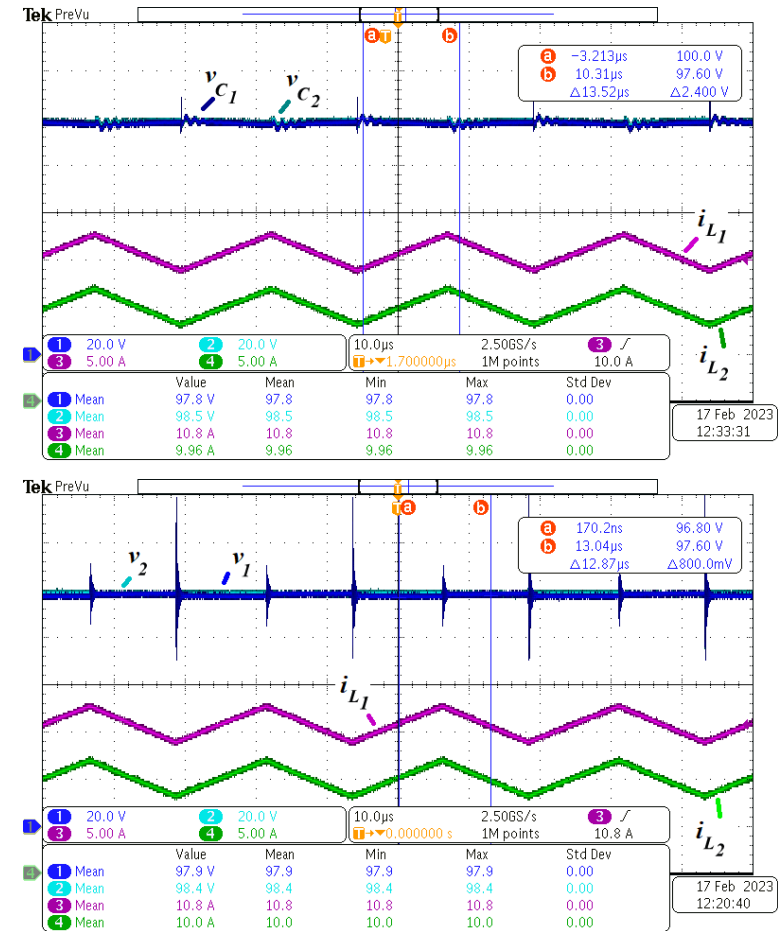 Tek PreVu
T
a T b
a -3.213µs 100.0 V
b 10.31µs 97.60 V
Δ13.52µs Δ2.400 V
v C1
v C2
i L1
i L2
1 20.0 V 2 20.0 V
3 5.00 A 4 5.00 A
10.0µs 2.50GS/s 3 ∫
T→▼1.700000µs 1M points 10.0 A
1
4
Value Mean Min Max Std Dev
1 Mean 97.8 V 97.8 97.8 97.8 0.00
2 Mean 98.5 V 98.5 98.5 98.5 0.00
3 Mean 10.8 A 10.8 10.8 10.8 0.00
4 Mean 9.96 A 9.96 9.96 9.96 0.00
17 Feb 2023
12:33:31
Tek PreVu
T
T a b
a 170.2ns 96.80 V
b 13.04µs 97.60 V
Δ12.87µs Δ800.0mV
v2 v1
i L1
i L2
1 20.0 V 2 20.0 V
3 5.00 A 4 5.00 A
10.0µs 2.50GS/s 3 ∫
T→▼0.000000 s 1M points 10.8 A
1
4
Value Mean Min Max Std Dev
1 Mean 97.9 V 97.9 97.9 97.9 0.00
2 Mean 98.4 V 98.4 98.4 98.4 0.00
3 Mean 10.8 A 10.8 10.8 10.8 0.00
4 Mean 10.0 A 10.0 10.0 10.0 0.00
17 Feb 2023
12:20:40